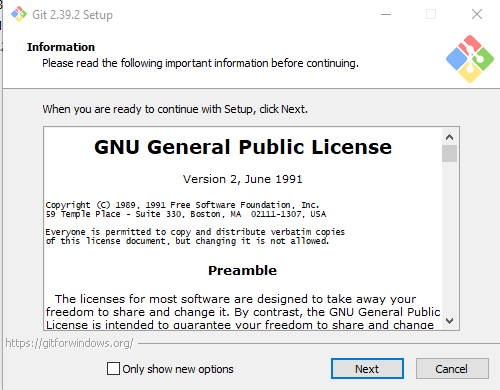 Git 2.39.2 Setup
Information
Please read the following important information before continuing.
When you are ready to continue with Setup, click Next.
GNU General Public License
Version 2, June 1991
Copyright (C) 1989, 1991 Free Software Foundation, Inc.
59 Temple Place - Suite 330, Boston, MA  02111-1307, USA
Everyone is permitted to copy and distribute verbatim copies
of this license document, but changing it is not allowed.
Preamble
The licenses for most software are designed to take away your
freedom to share and change it. By contrast, the GNU General Public
License is intended to guarantee your freedom to share and change
https://gitforwindows.org/
Only show new options
Next
Cancel